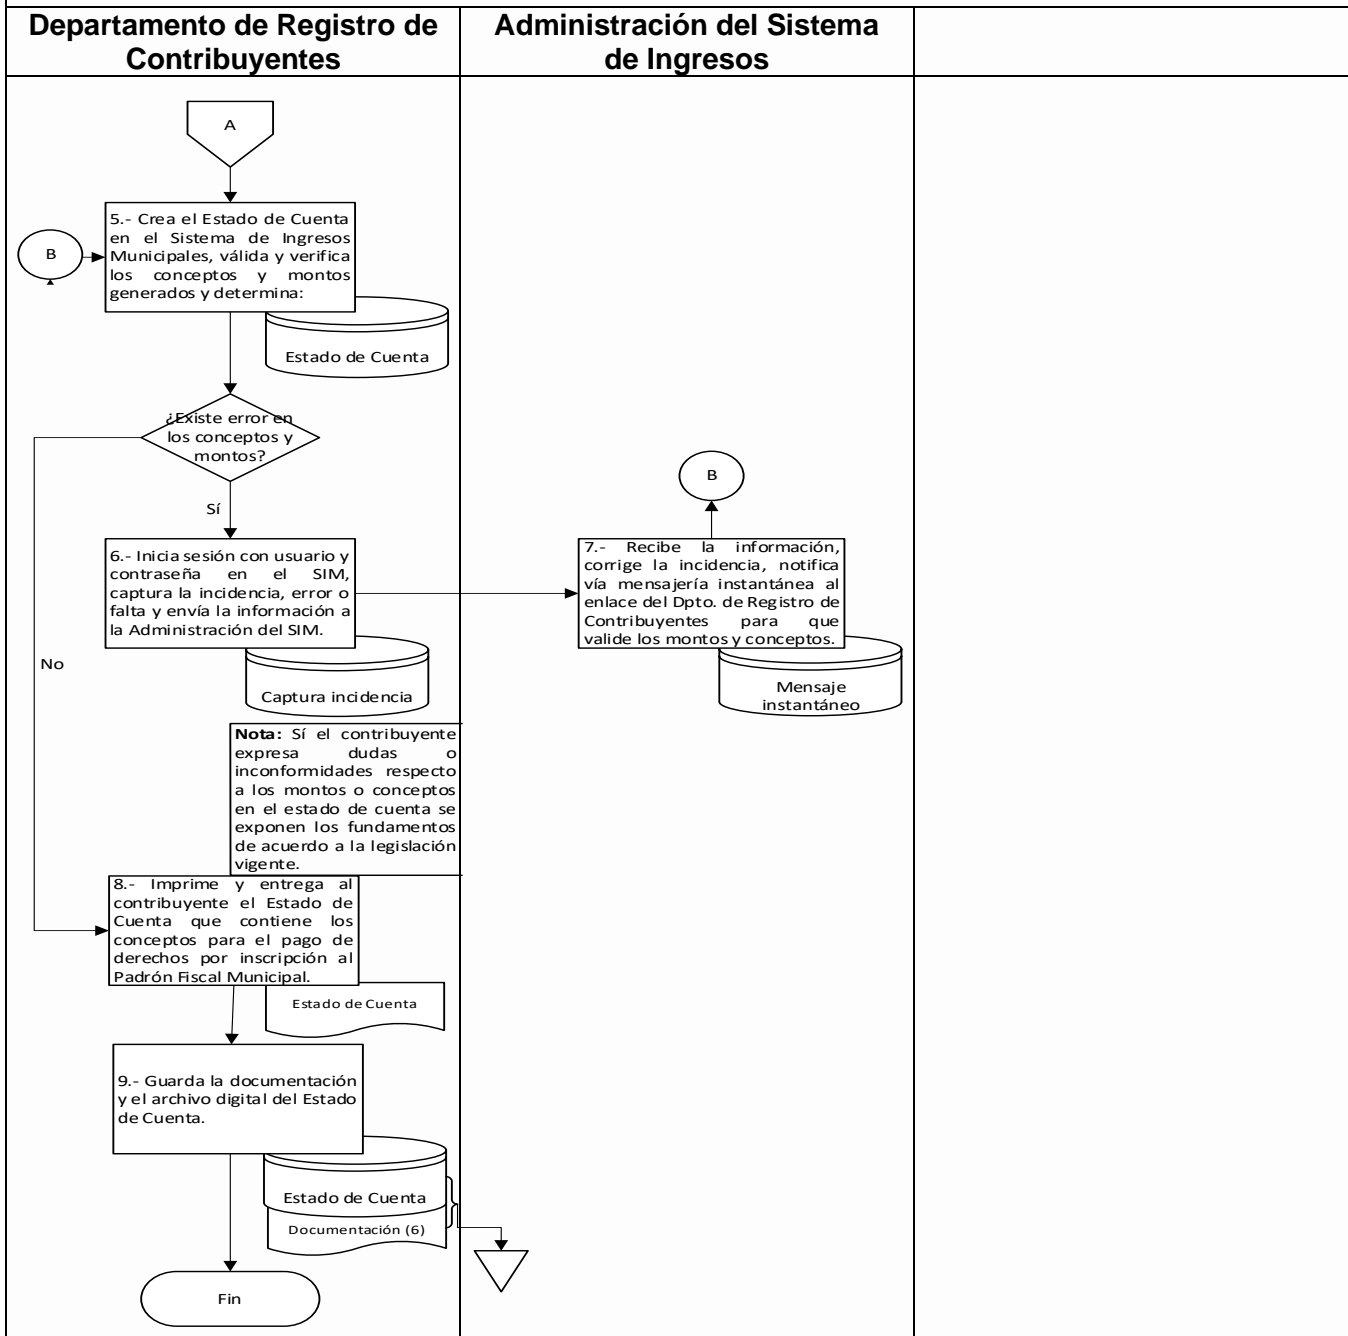 Departamento de Registro de
Contribuyentes
Administración del Sistema
de Ingresos
A
B
5.- Crea el Estado de Cuenta
en el Sistema de Ingresos
Municipales, válida y verifica
los conceptos y montos
generados y determina:
Estado de Cuenta
¿Existe error en
los conceptos y
montos?
Sí
No
6.- Inicia sesión con usuario y
contraseña en el SIM,
captura la incidencia, error o
falta y envía la información a
la Administración del SIM.
Captura incidencia
B
7.- Recibe la información,
corrige la incidencia, notifica
vía mensajería instantánea al
enlace del Dpto. de Registro de
Contribuyentes para que
valide los montos y conceptos.
Mensaje
instantáneo
Nota: Sí el contribuyente
expresa dudas o
inconformidades respecto
a los montos o conceptos
en el estado de cuenta se
exponen los fundamentos
de acuerdo a la legislación
vigente.
8.- Imprime y entrega al
contribuyente el Estado de
Cuenta que contiene los
conceptos para el pago de
derechos por inscripción al
Padrón Fiscal Municipal.
Estado de Cuenta
9.- Guarda la documentación
y el archivo digital del Estado
de Cuenta.
Estado de Cuenta
Documentación (6)
Fin